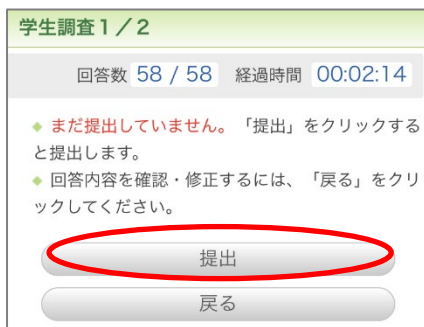 学生調査１／２
回答数 58 / 58 経過時間 00:02:14
まだ提出していません。「提出」をクリックする
と提出します。
回答内容を確認・修正するには、「戻る」をクリ
ックしてください。
提出
戻る